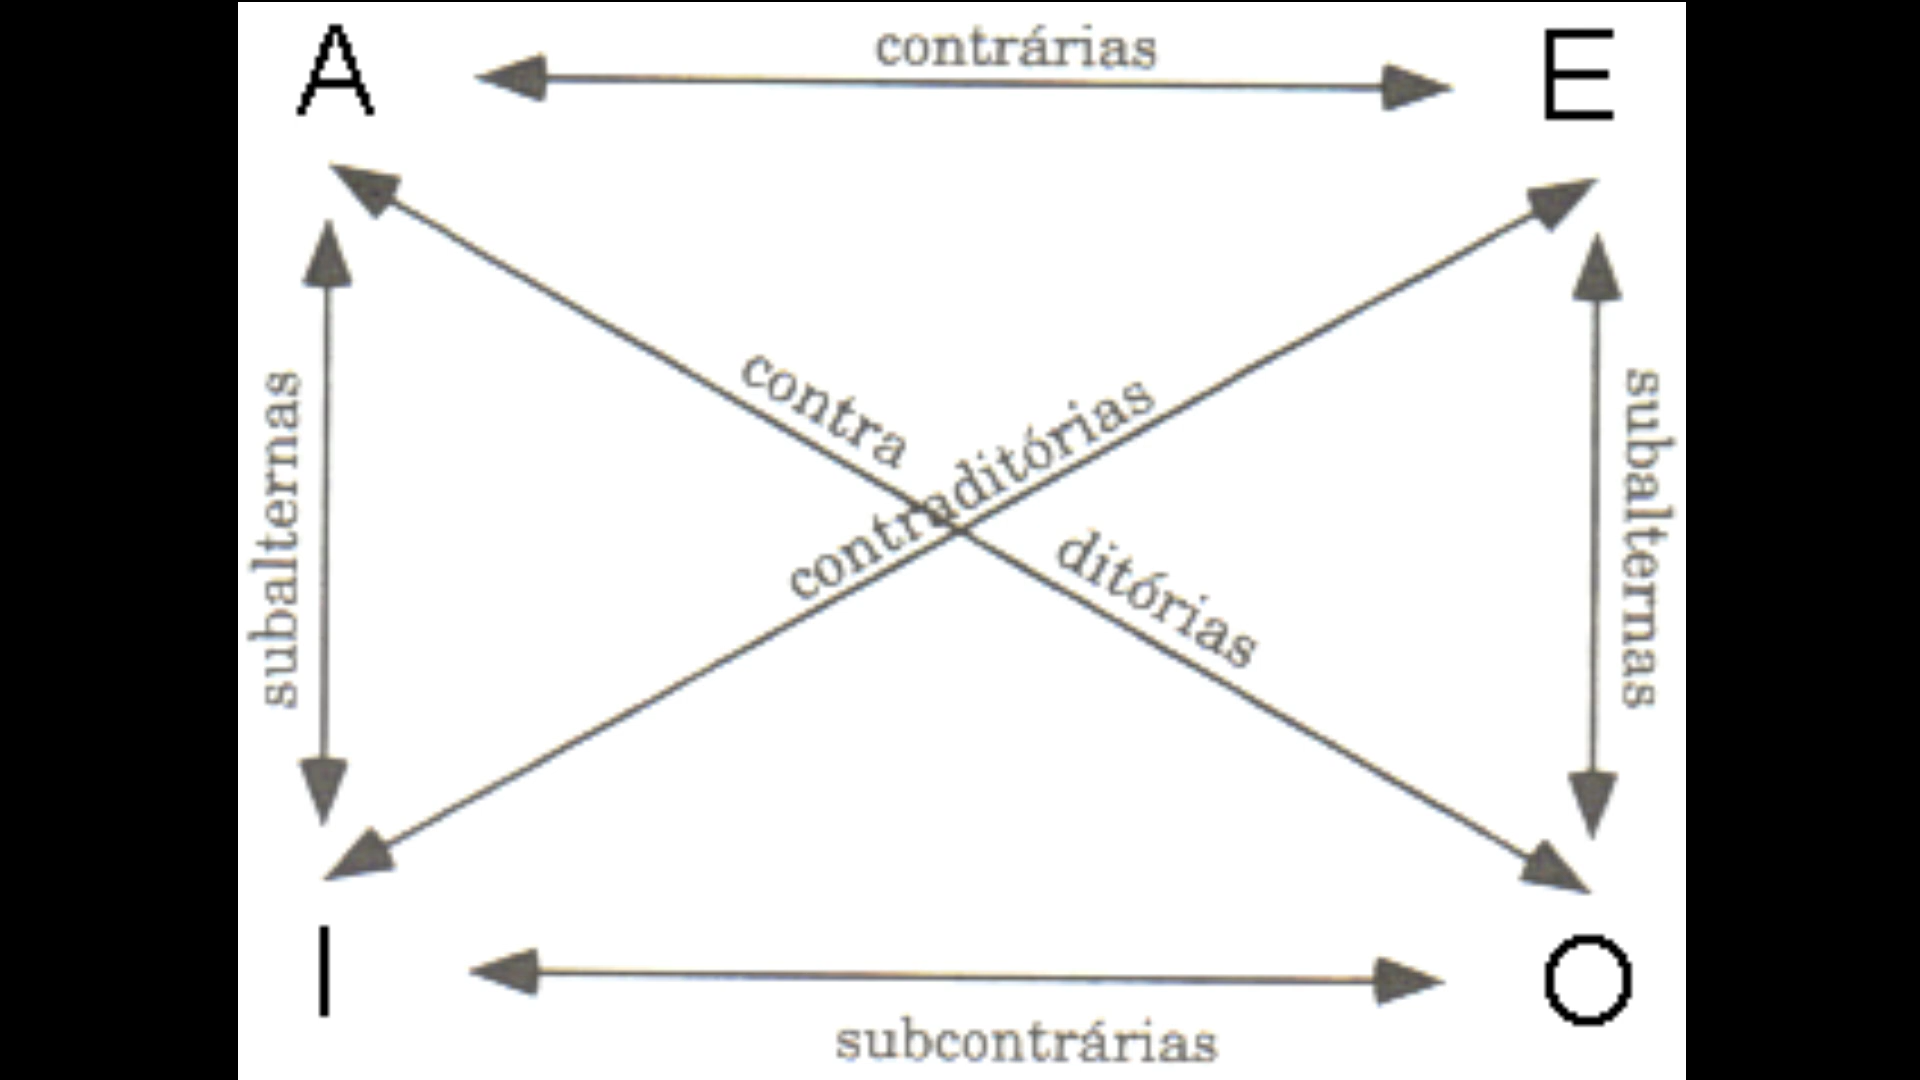 A
contrárias
E
subalternas
contra
ditórias
contraditórias
subalternas
I
subcontrárias
O